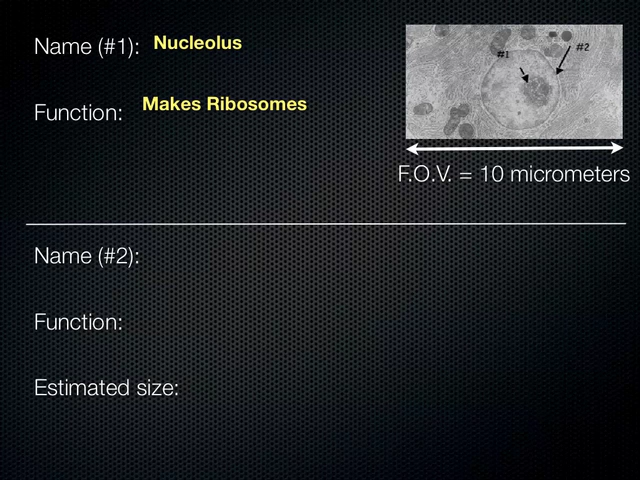 Name (#1): Nucleolus
#1 #2
Function: Makes Ribosomes
F.O.V. = 10 micrometers
Name (#2):
Function:
Estimated size: